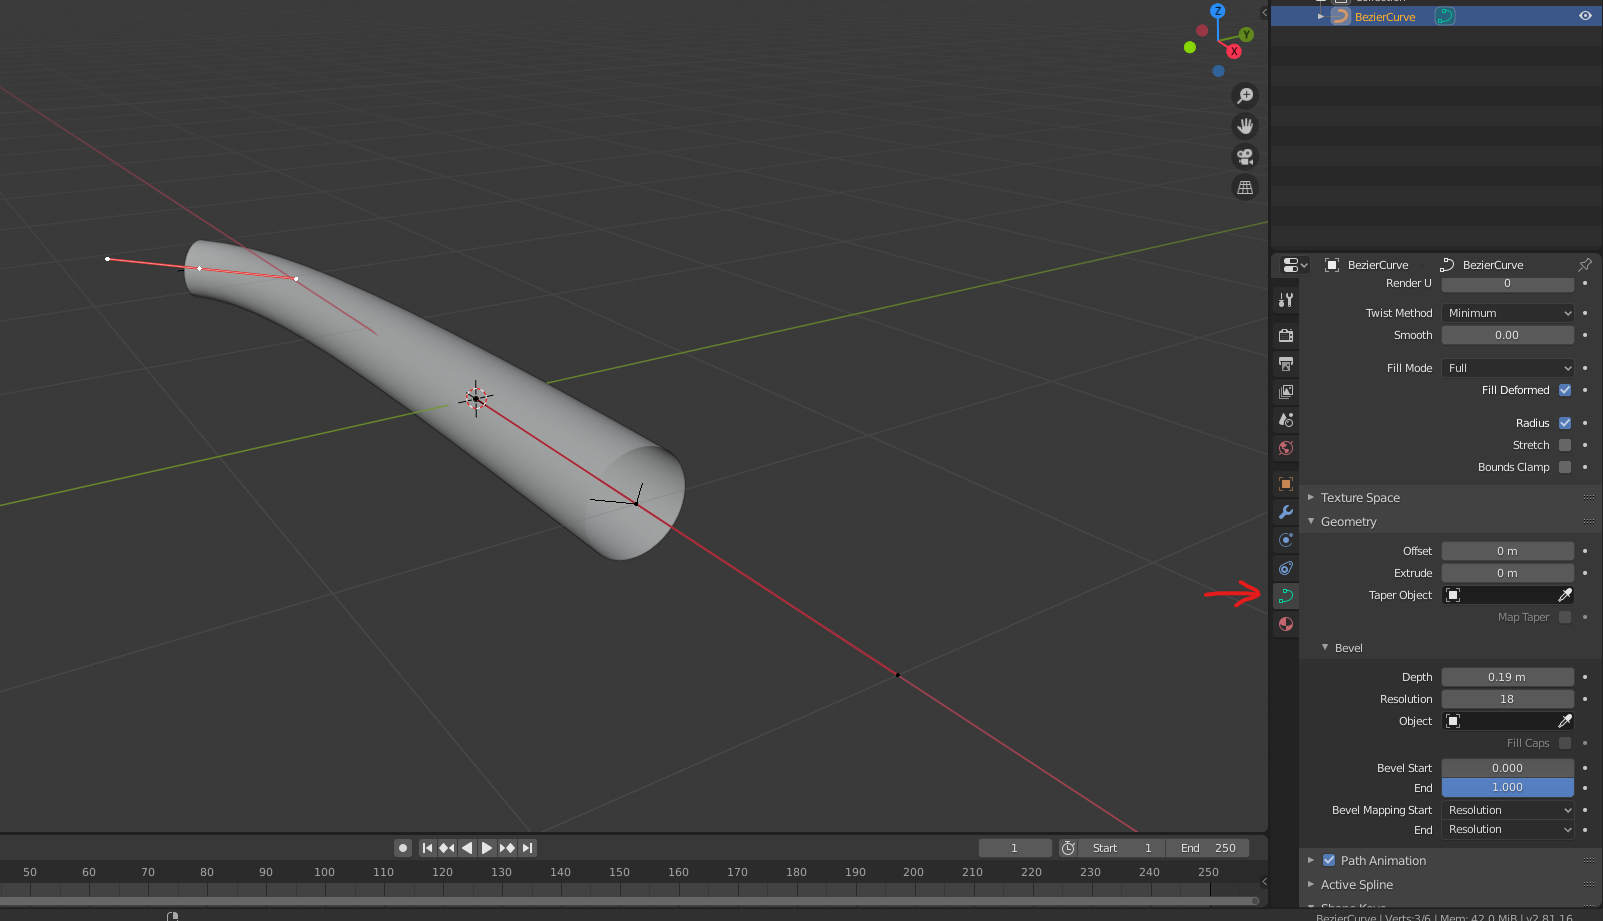 Collection
BezierCurve
Z
Y
X
BezierCurve BezierCurve
Render U 0
Twist Method Minimum
Smooth 0.00
Fill Mode Full
Fill Deformed
Radius
Stretch
Bounds Clamp
Texture Space
Geometry
Offset 0 m
Extrude 0 m
Taper Object
Map Taper
Bevel
Depth 0.19 m
Resolution 18
Object
Fill Caps
Bevel Start 0.000
End 1.000
Bevel Mapping Start Resolution
End Resolution
Path Animation
Active Spline
Shape Keys
1 Start 1 End 250
50 60 70 80 90 100 110 120 130 140 150 160 170 180 190 200 210 220 230 240 250
BezierCurve | Verts:3/6 | Mem: 42.0 MiB | v2.81.16